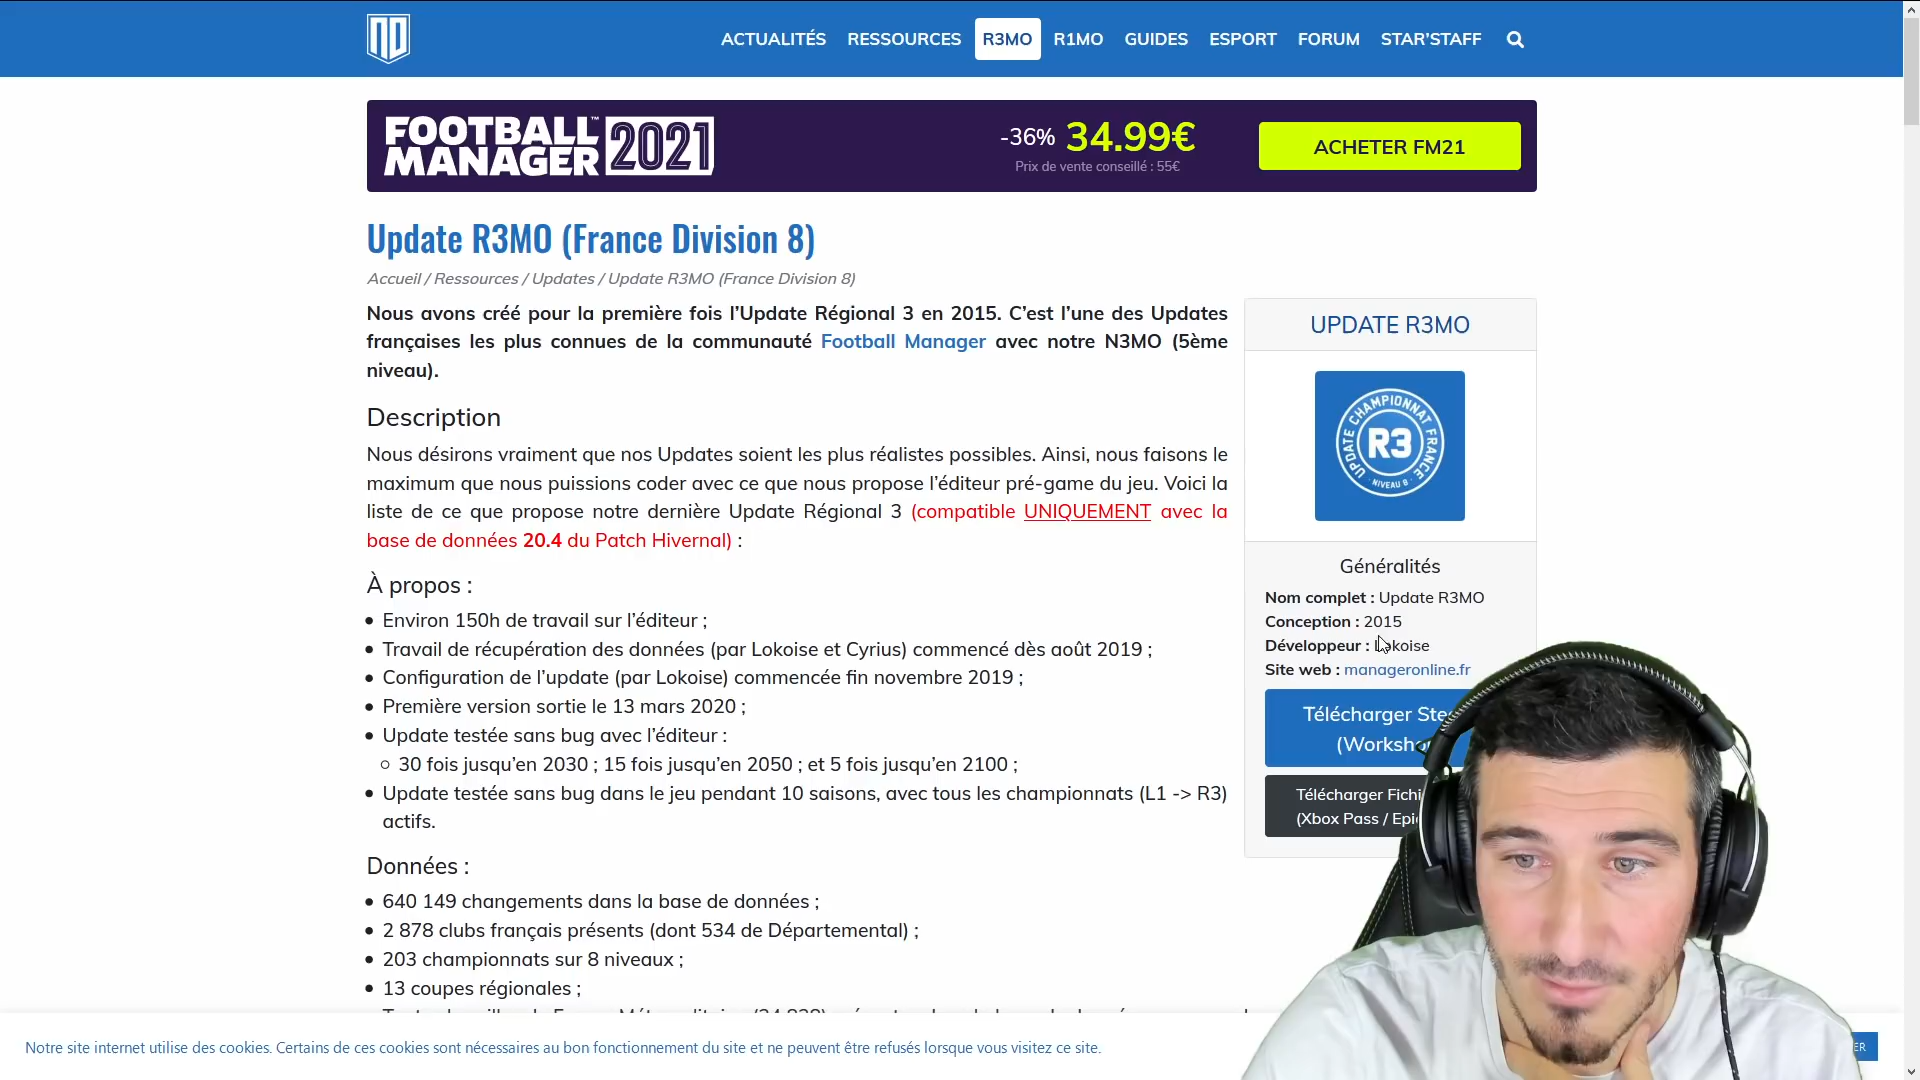 ACTUALITÉS RESSOURCES R3MO R1MO GUIDES ESPORT FORUM STAR'STAFF
FOOTBALL MANAGER™ 2021
-36% 34.99€
Prix de vente conseillé : 55€
ACHETER FM21
Update R3MO (France Division 8)
Accueil / Ressources / Updates / Update R3MO (France Division 8)
Nous avons créé pour la première fois l'Update Régional 3 en 2015. C'est l'une des Updates
françaises les plus connues de la communauté Football Manager avec notre N3MO (5ème
niveau).
Description
Nous désirons vraiment que nos Updates soient les plus réalistes possibles. Ainsi, nous faisons le
maximum que nous puissions coder avec ce que nous propose l'éditeur pré-game du jeu. Voici la
liste de ce que propose notre dernière Update Régional 3 (compatible UNIQUEMENT avec la
base de données 20.4 du Patch Hivernal) :
À propos :
Environ 150h de travail sur l'éditeur ;
Travail de récupération des données (par Lokoise et Cyrius) commencé dès août 2019 ;
Configuration de l'update (par Lokoise) commencée fin novembre 2019 ;
Première version sortie le 13 mars 2020 ;
Update testée sans bug avec l'éditeur :
30 fois jusqu'en 2030 ; 15 fois jusqu'en 2050 ; et 5 fois jusqu'en 2100 ;
Update testée sans bug dans le jeu pendant 10 saisons, avec tous les championnats (L1 -> R3)
actifs.
Données :
640 149 changements dans la base de données ;
2 878 clubs français présents (dont 534 de Départemental) ;
203 championnats sur 8 niveaux ;
13 coupes régionales ;
UPDATE R3MO
UPDATE CHAMPIONNAT FRANCE
R3
· NIVEAU 8 ·
Généralités
Nom complet : Update R3MO
Conception : 2015
Développeur : Lokoise
Site web : manageronline.fr
Télécharger Ste
(Worksho
Télécharger Fichi
(Xbox Pass / Epi
Notre site internet utilise des cookies. Certains de ces cookies sont nécessaires au bon fonctionnement du site et ne peuvent être refusés lorsque vous visitez ce site.
ER